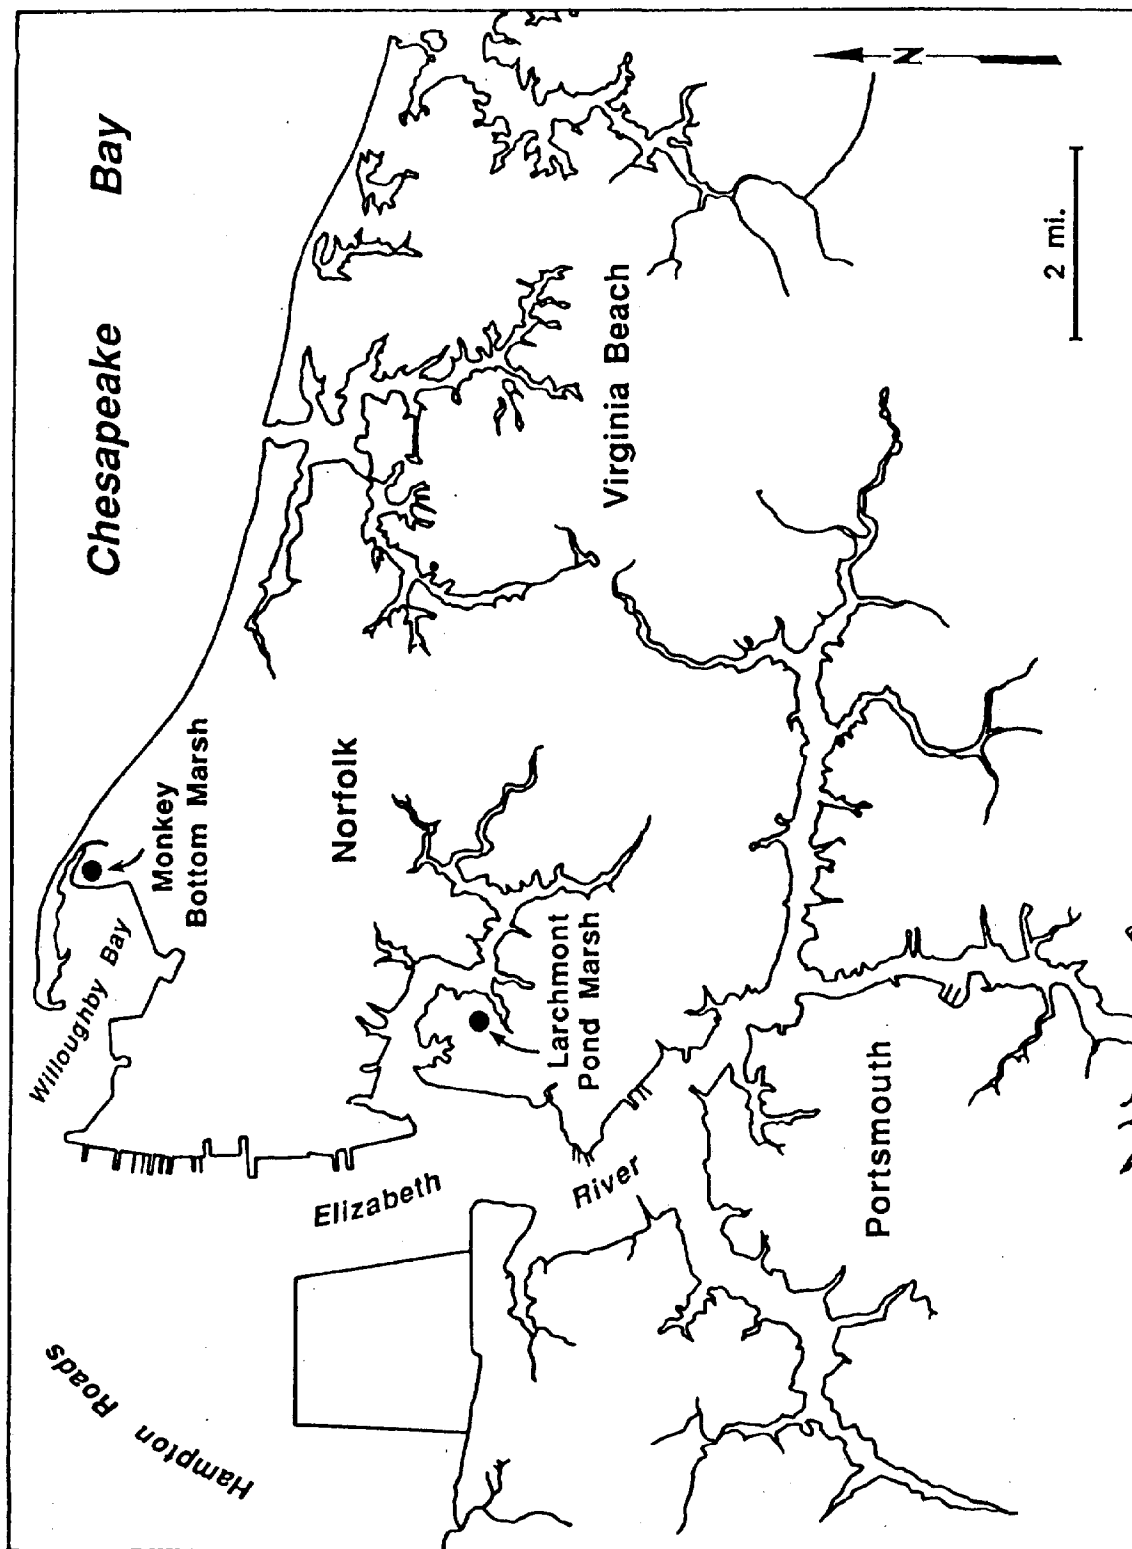 Chesapeake Bay
Willoughby Bay
Monkey
Bottom Marsh
Norfolk
Larchmont
Pond Marsh
Virginia Beach
Elizabeth
River
Portsmouth
Hampton Roads
N
2 mi.